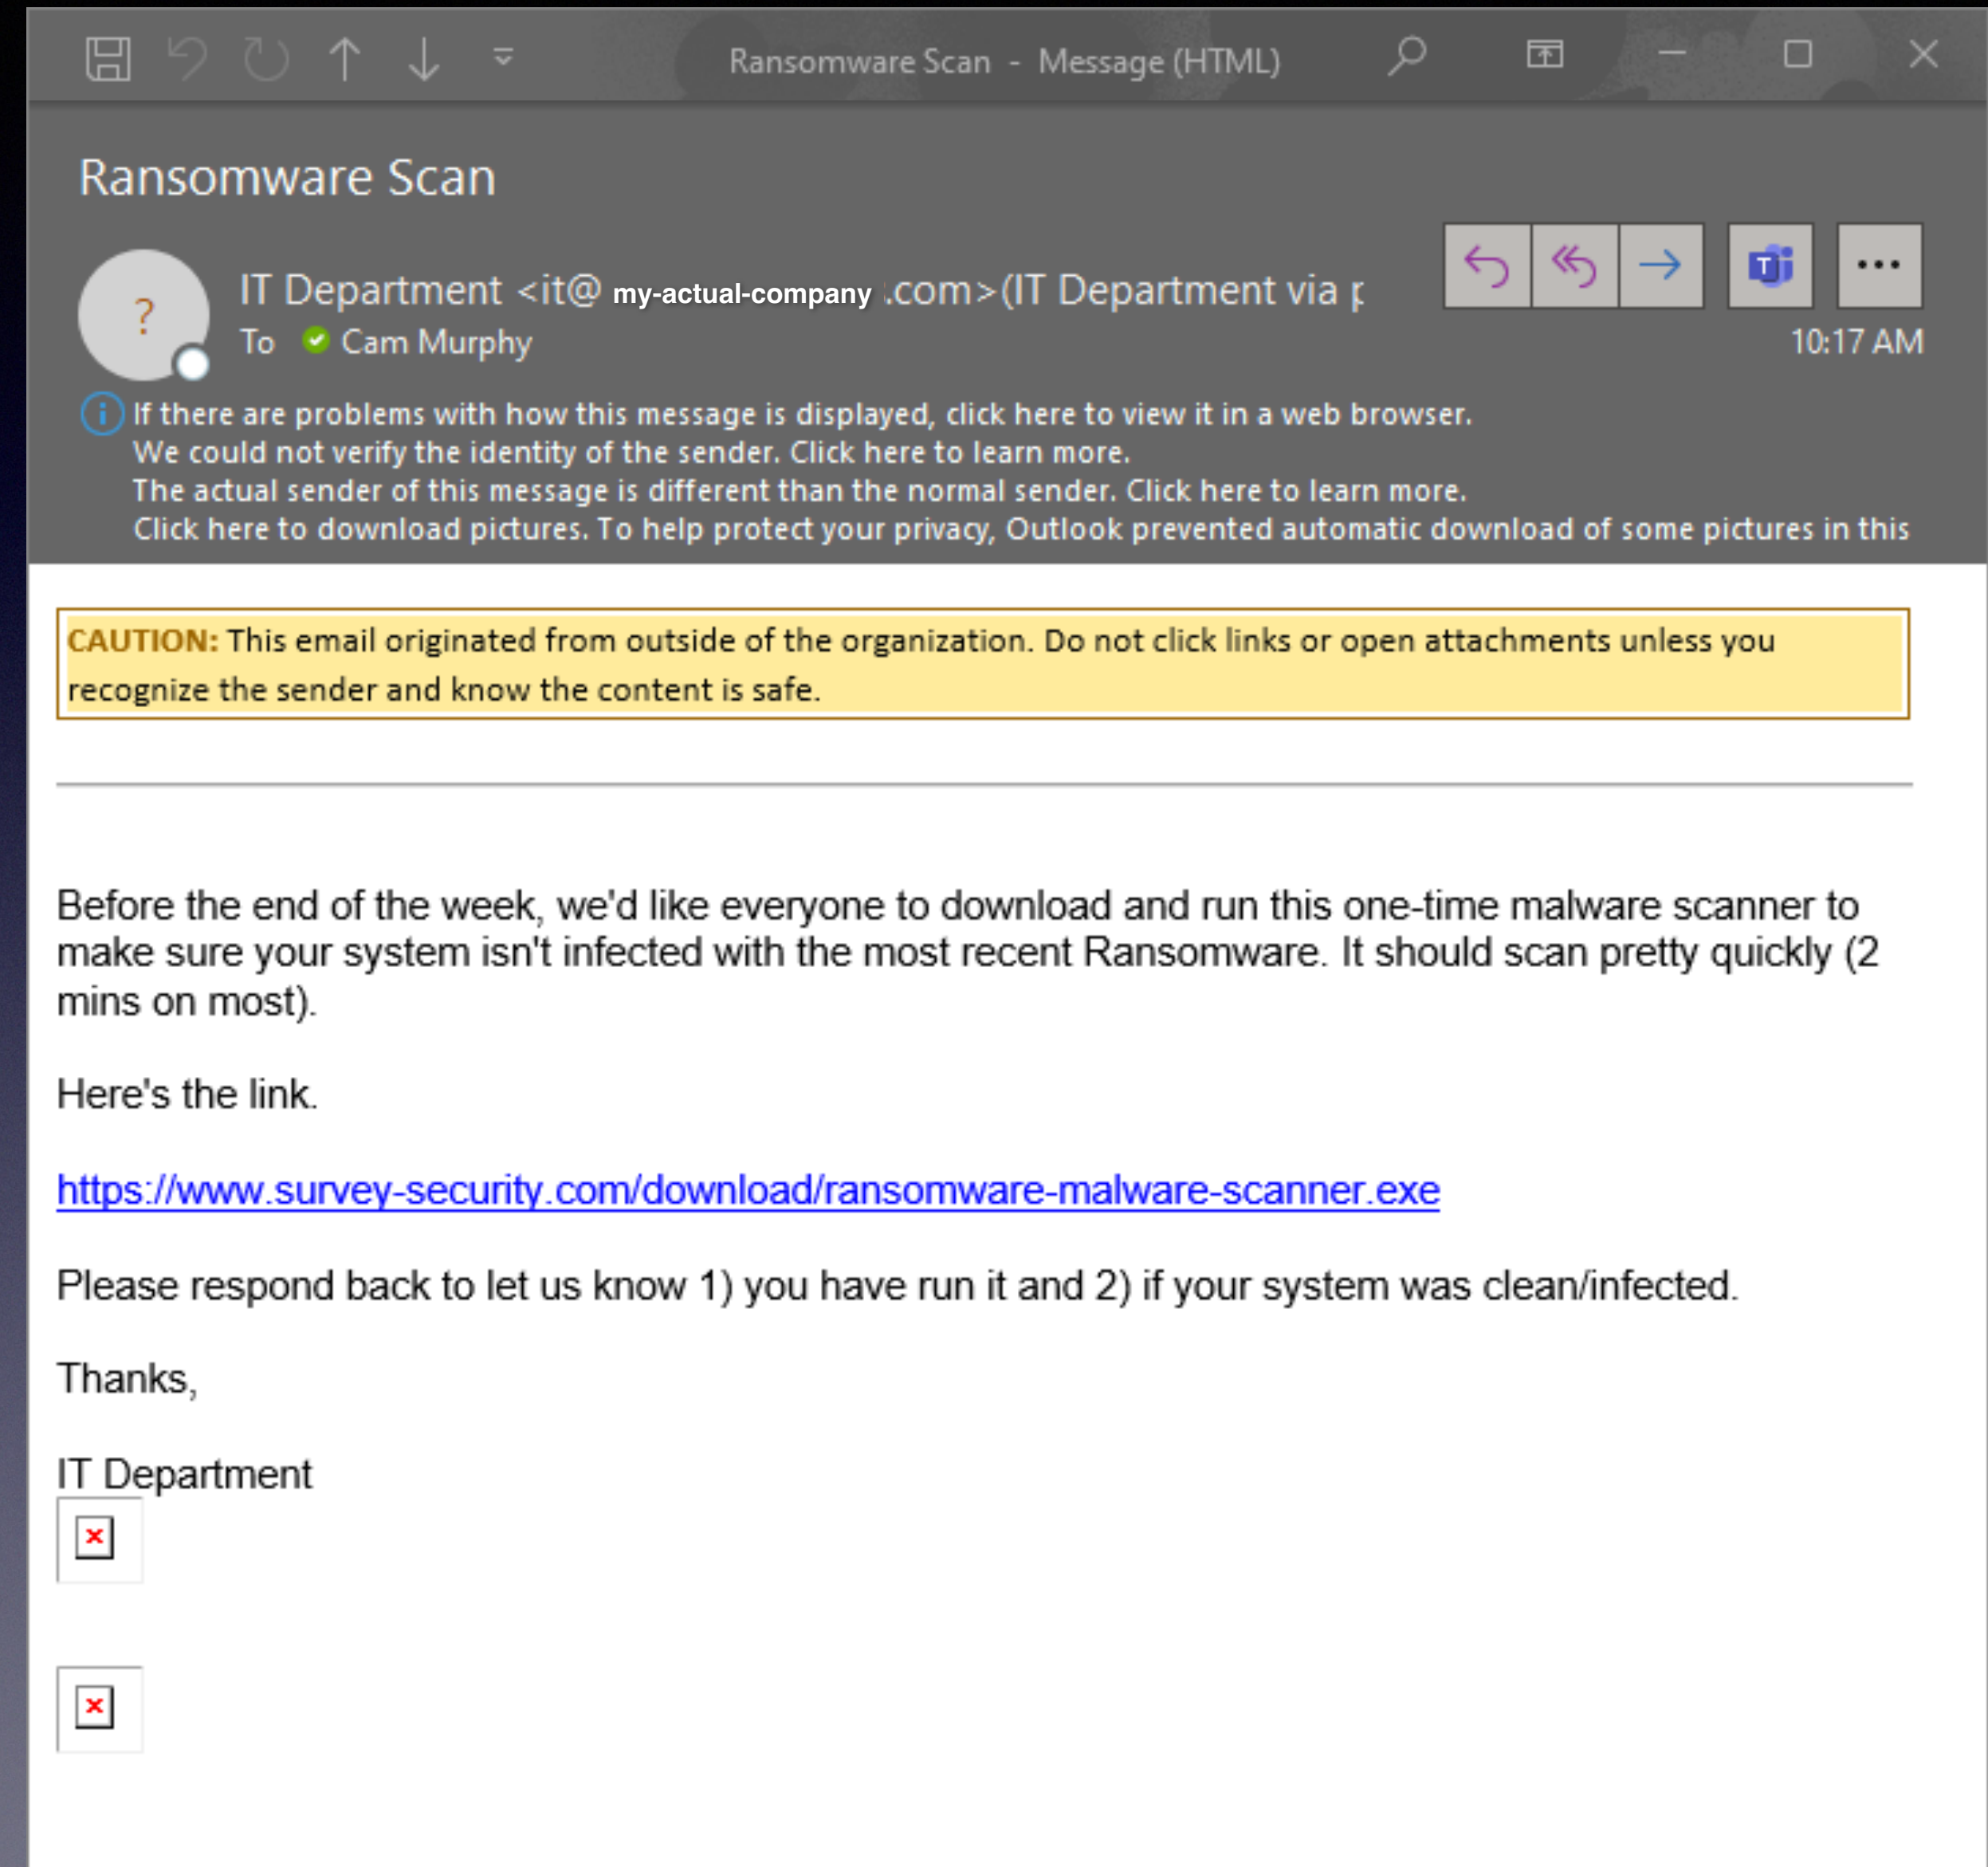 Ransomware Scan - Message (HTML)
Ransomware Scan
IT Department <it@ my-actual-company .com>(IT Department via
To Cam Murphy
10:17 AM
If there are problems with how this message is displayed, click here to view it in a web browser.
We could not verify the identity of the sender. Click here to learn more.
The actual sender of this message is different than the normal sender. Click here to learn more.
Click here to download pictures. To help protect your privacy, Outlook prevented automatic download of some pictures in this
CAUTION: This email originated from outside of the organization. Do not click links or open attachments unless you
recognize the sender and know the content is safe.
Before the end of the week, we'd like everyone to download and run this one-time malware scanner to
make sure your system isn't infected with the most recent Ransomware. It should scan pretty quickly (2
mins on most).
Here's the link.
https://www.survey-security.com/download/ransomware-malware-scanner.exe
Please respond back to let us know 1) you have run it and 2) if your system was clean/infected.
Thanks,
IT Department